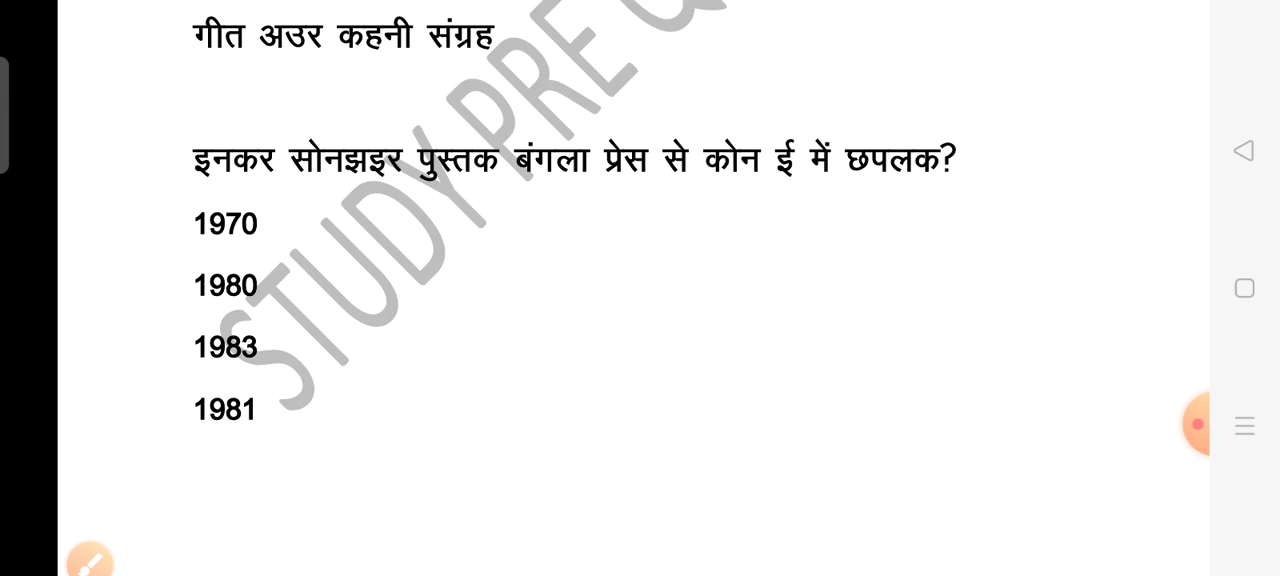 गीत अउर कहनी संग्रह
इनकर सोनझइर पुस्तक बंगला प्रेस से कोन ई में छपलक?
1970
1980
1983
1981
STUDY PRE